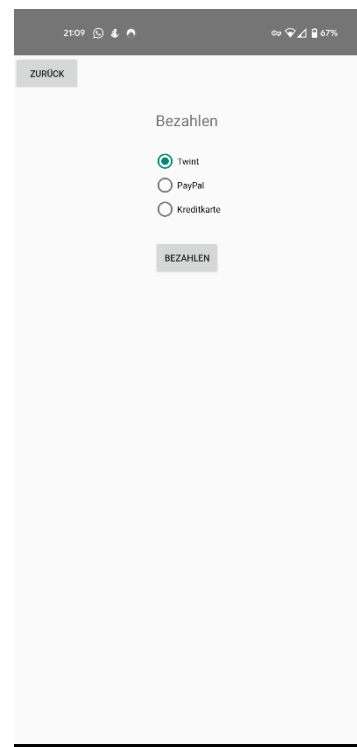 21:09 67%
ZURÜCK
Bezahlen
Twint
PayPal
Kreditkarte
BEZAHLEN